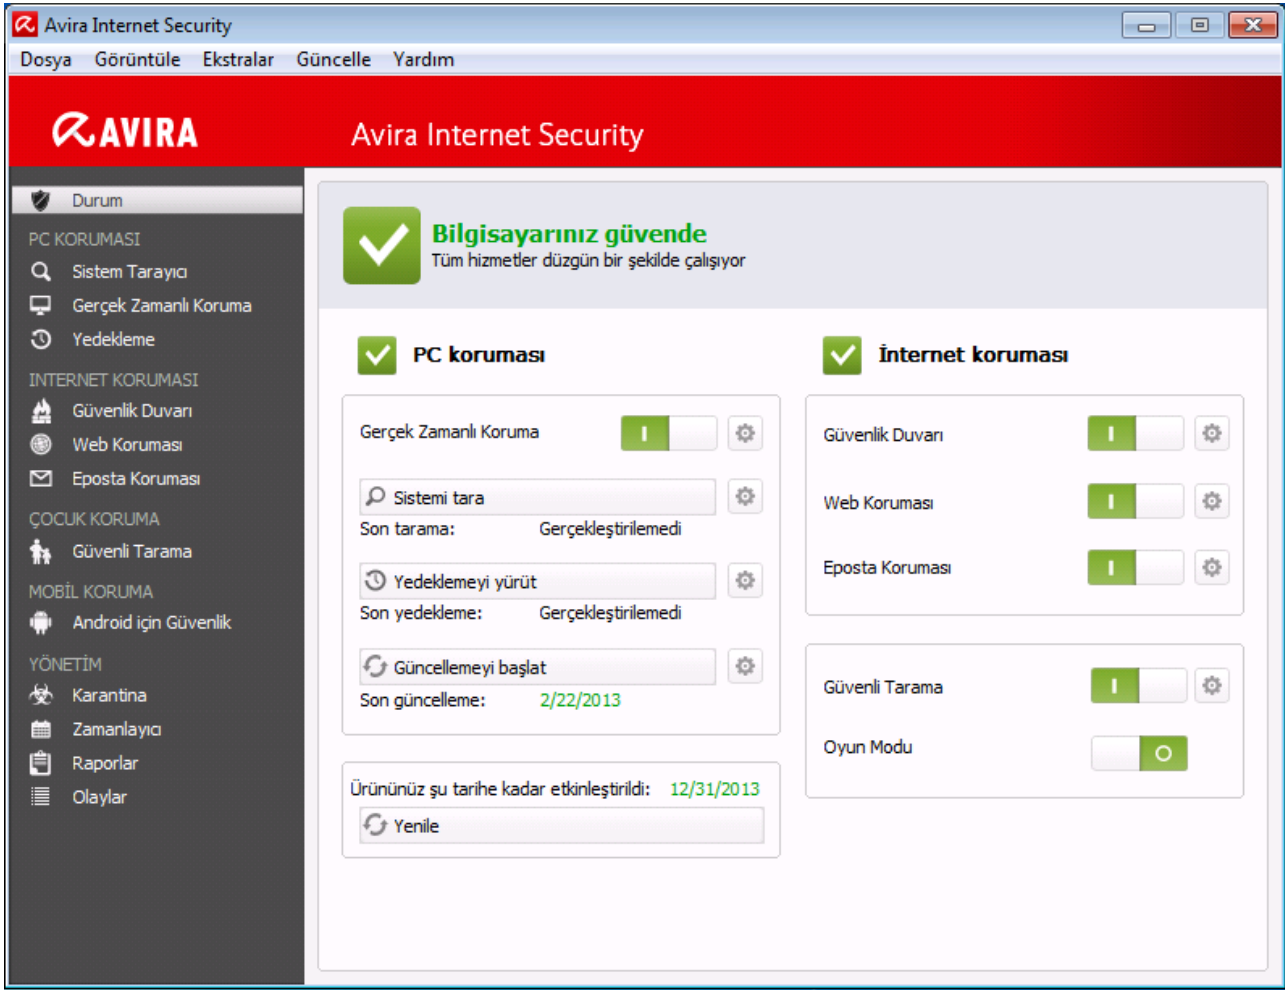 Avira Internet Security
Dosya Görüntüle Ekstralar Güncelle Yardım
AVIRA
Avira Internet Security
Durum
PC KORUMASI
Sistem Tarayıcı
Gerçek Zamanlı Koruma
Yedekleme
INTERNET KORUMASI
Güvenlik Duvarı
Web Koruması
Eposta Koruması
ÇOCUK KORUMA
Güvenli Tarama
MOBİL KORUMA
Android için Güvenlik
YÖNETİM
Karantina
Zamanlayıcı
Raporlar
Olaylar
Bilgisayarınız güvende
Tüm hizmetler düzgün bir şekilde çalışıyor
PC koruması
Gerçek Zamanlı Koruma
Sistemi tara
Son tarama: Gerçekleştirilemedi
Yedeklemeyi yürüt
Son yedekleme: Gerçekleştirilemedi
Güncellemeyi başlat
Son güncelleme: 2/22/2013
Ürününüz şu tarihe kadar etkinleştirildi: 12/31/2013
Yenile
İnternet koruması
Güvenlik Duvarı
Web Koruması
Eposta Koruması
Güvenli Tarama
Oyun Modu